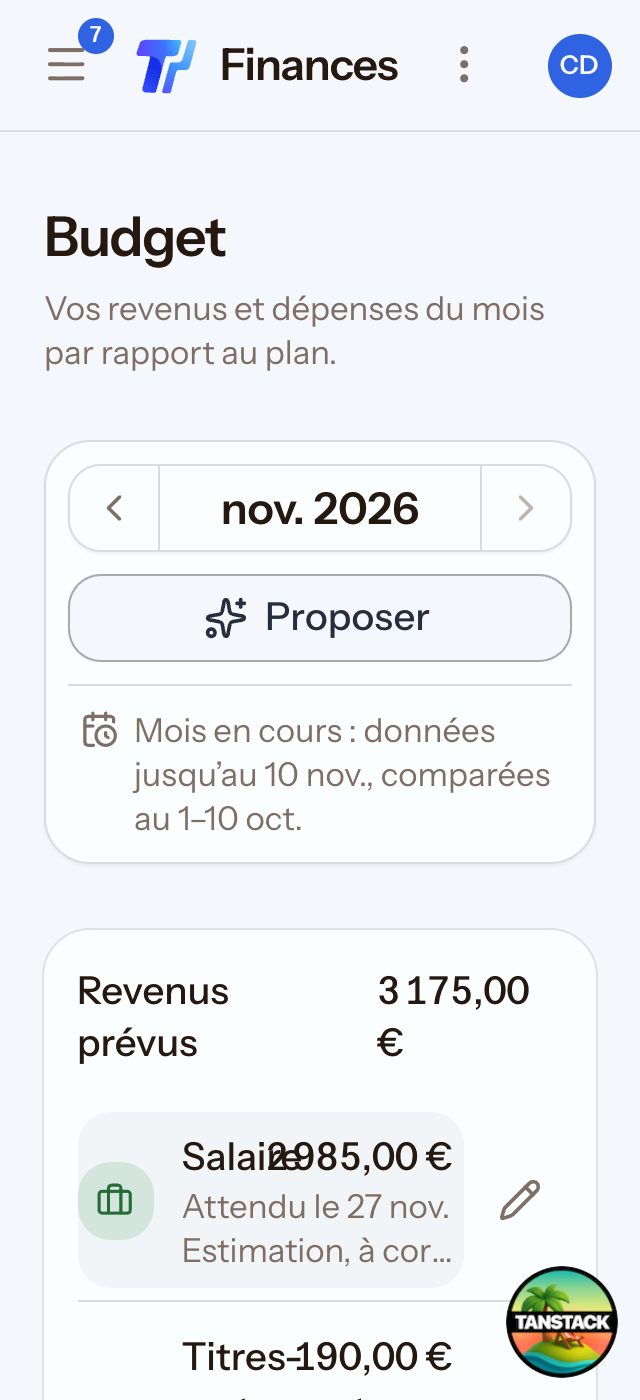 7
Finances
CD
Budget
Vos revenus et dépenses du mois
par rapport au plan.
nov. 2026
Proposer
Mois en cours : données
jusqu’au 10 nov., comparées
au 1–10 oct.
Revenus
prévus
3 175,00
€
Salaire
2 985,00 €
Attendu le 27 nov.
Estimation, à cor…
TANSTACK
Titres-
190,00 €